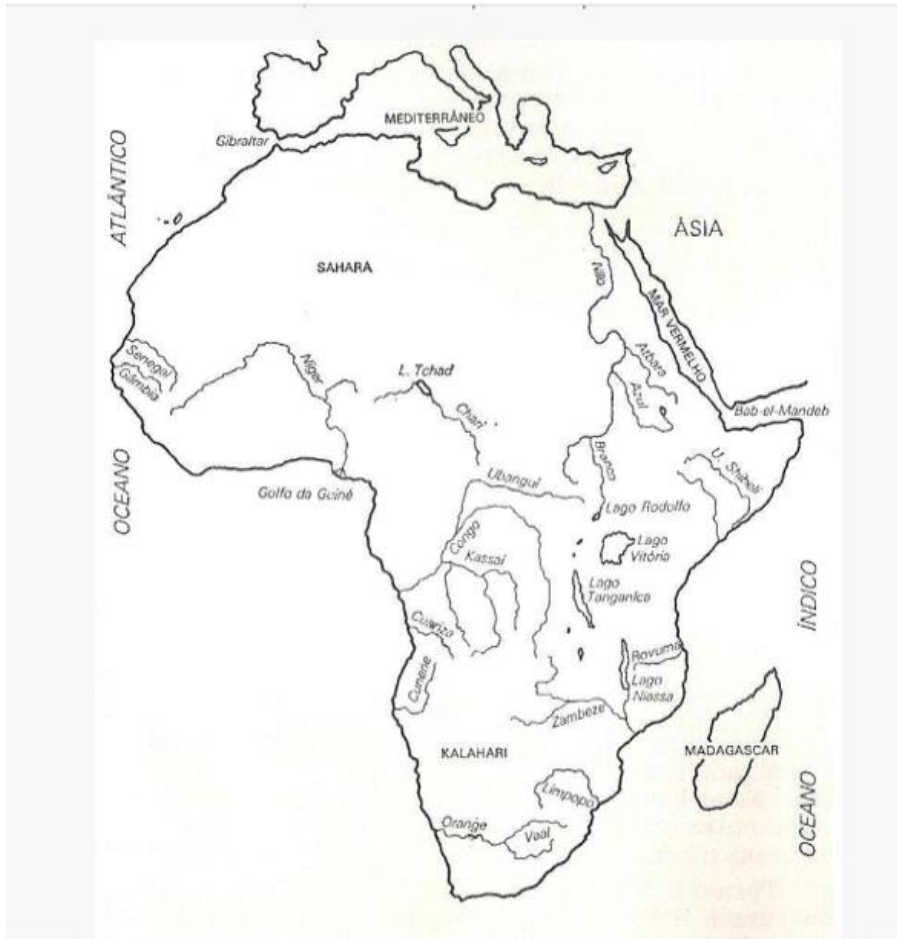 MEDITERRÂNEO
Gibraltar
ATLÂNTICO
ÁSIA
SAHARA
Nilo
MAR VERMELHO
Senegal
Gâmbia
Niger
L. Tchad
Chari
Atbara
Azul
Bab-el-Mandeb
OCEANO
Golfo da Guiné
Ubangui
Branco
U. Shibeli
Lago Rodolfo
Congo
Kassai
Lago
Vitória
Lago
Tanganica
ÍNDICO
Cuanza
Cunene
Rovuma
Lago
Niassa
Zambeze
KALAHARI
MADAGASCAR
Limpopo
Orange
Vaal
OCEANO